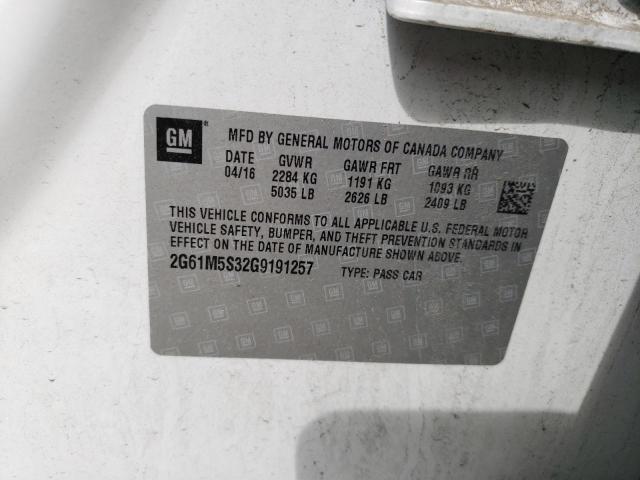 GM ® MFD BY GENERAL MOTORS OF CANADA COMPANY
DATE GVWR GAWR FRT GAWR RR
04/16 2284 KG 1191 KG 1093 KG
5035 LB 2626 LB 2409 LB
THIS VEHICLE CONFORMS TO ALL APPLICABLE U.S. FEDERAL MOTOR
VEHICLE SAFETY, BUMPER, AND THEFT PREVENTION STANDARDS IN
EFFECT ON THE DATE OF MANUFACTURE SHOWN ABOVE.
2G61M5S32G9191257 TYPE: PASS CAR